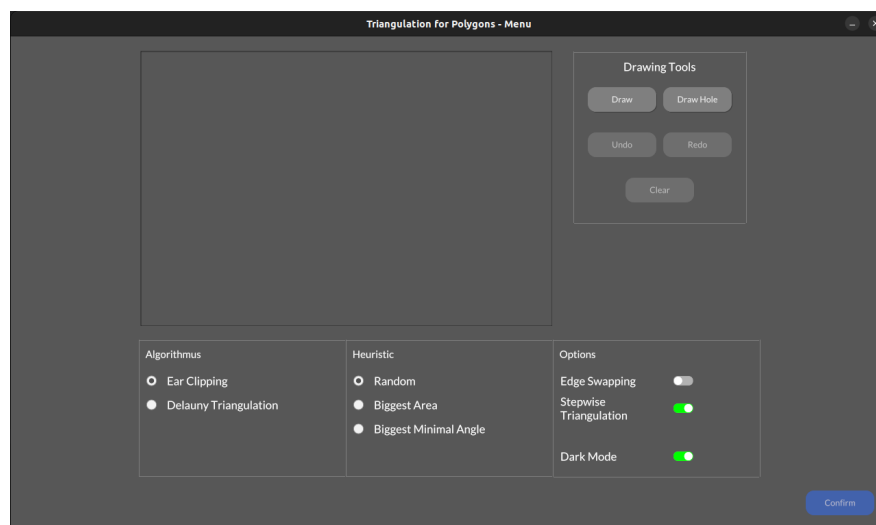 Triangulation for Polygons - Menu
Drawing Tools
Draw
Draw Hole
Undo
Redo
Clear
Algorithmus
Ear Clipping
Delauny Triangulation
Heuristic
Random
Biggest Area
Biggest Minimal Angle
Options
Edge Swapping
Stepwise
Triangulation
Dark Mode
Confirm